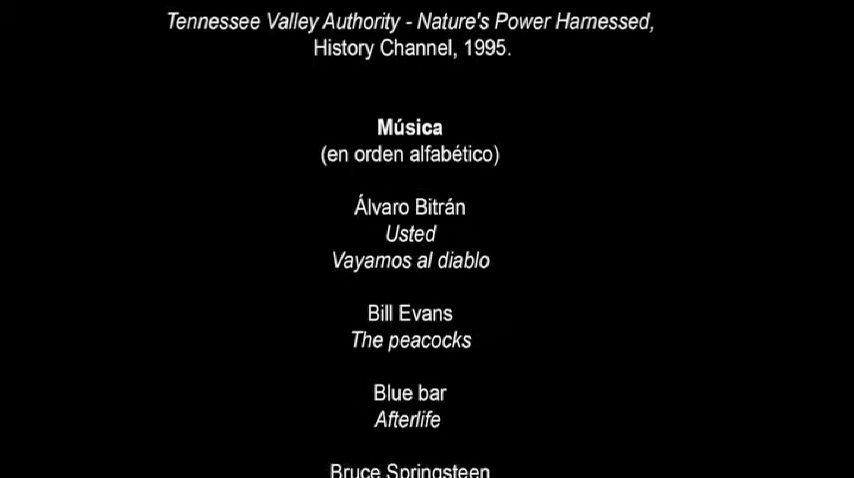 Tennessee Valley Authority - Nature's Power Harnessed,
History Channel, 1995.
Música
(en orden alfabético)
Álvaro Bitrán
Usted
Vayamos al diablo
Bill Evans
The peacocks
Blue bar
Afterlife
Bruce Springsteen